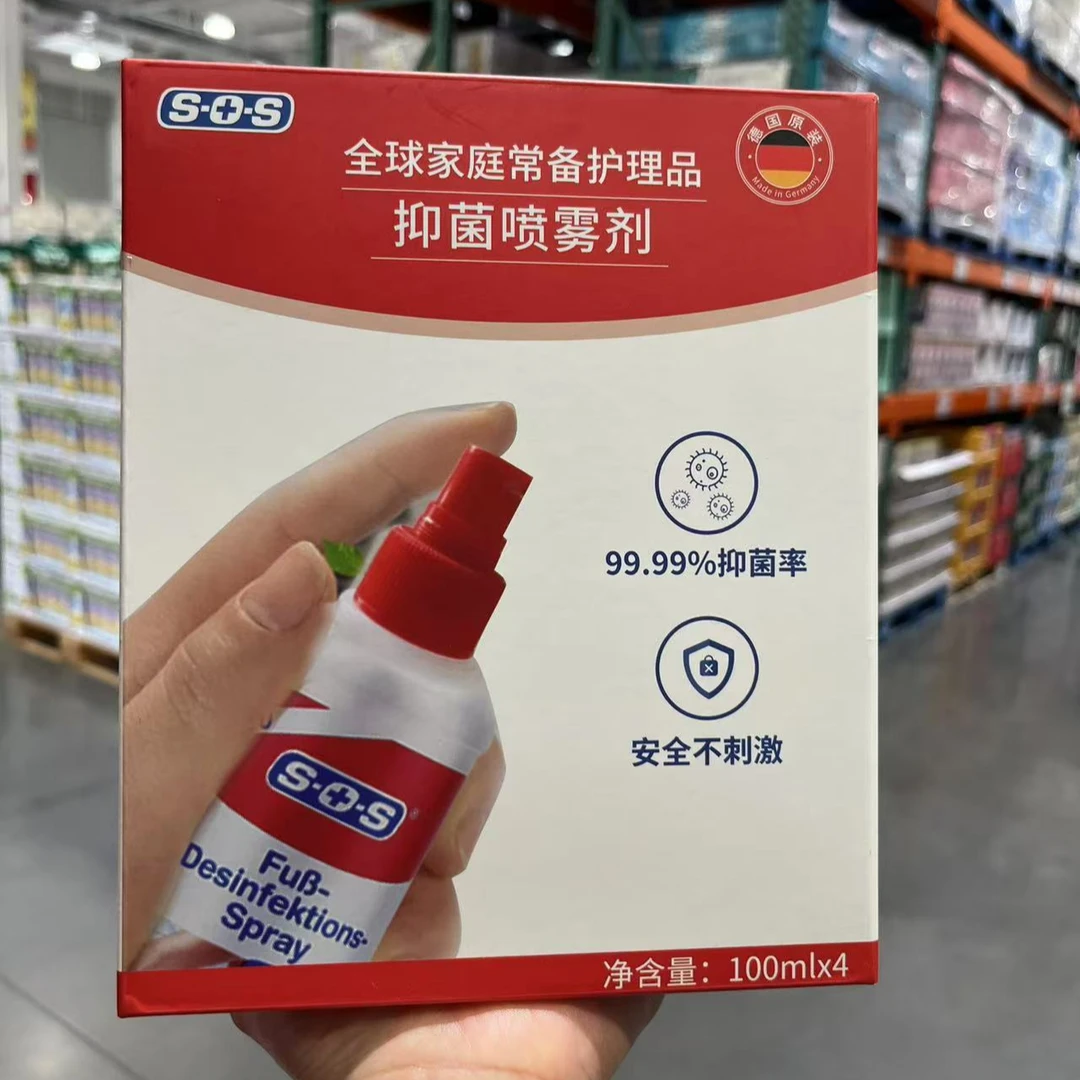 S-O-S
德国原装
Made in Germany
全球家庭常备护理品
抑菌喷雾剂
99.99%抑菌率
安全不刺激
S-O-S
®
Fuß-
Desinfektions-
Spray
净含量：100mlx4